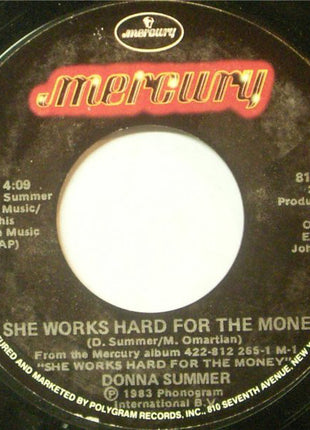 mercury
mercury
4:09
Summer
Music/
his
Music
AP)
81
Produ
O
E
SHE WORKS HARD FOR THE MONE
(D. Summer/M. Omartian)
From the Mercury album 422-812 265-1 M-1
"SHE WORKS HARD FOR THE MONEY"
DONNA SUMMER
Ⓟ 1983 Phonogram
International B.V.
TURED AND MARKETED BY POLYGRAM RECORDS, INC., 810 SEVENTH AVENUE, NEW